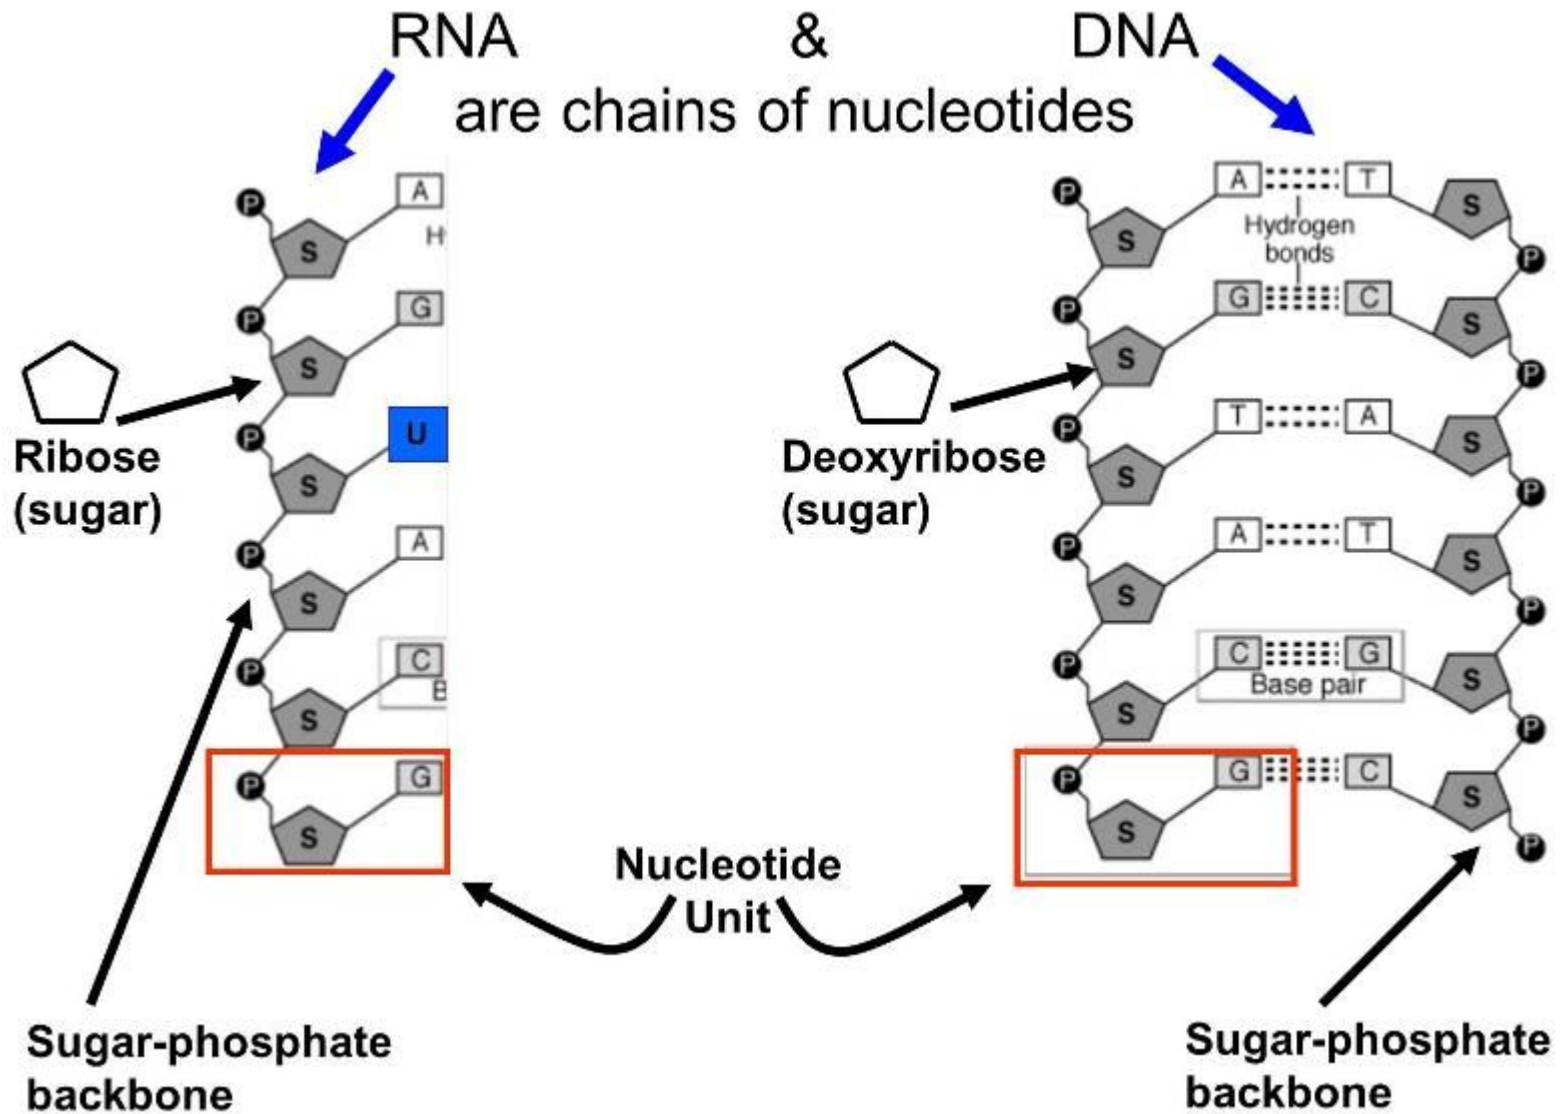 RNA & DNA
are chains of nucleotides
P
S
A
H
P
S
G
P
S
U
P
S
A
P
S
C
B
P
S
G
Ribose
(sugar)
Sugar-phosphate
backbone
Nucleotide
Unit
Deoxyribose
(sugar)
P
S
A
T
S
P
Hydrogen
bonds
P
S
G
C
S
P
P
S
T
A
S
P
P
S
A
T
S
P
P
S
C
G
S
P
Base pair
P
S
G
C
S
P
Sugar-phosphate
backbone